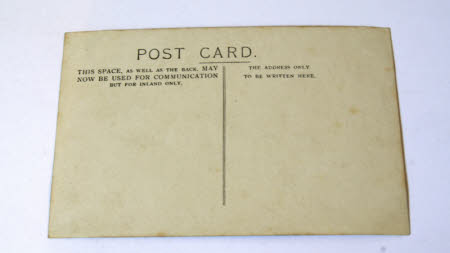 POST CARD.
THIS SPACE, AS WELL AS THE BACK, MAY
NOW BE USED FOR COMMUNICATION
BUT FOR INLAND ONLY.
THE ADDRESS ONLY
TO BE WRITTEN HERE.